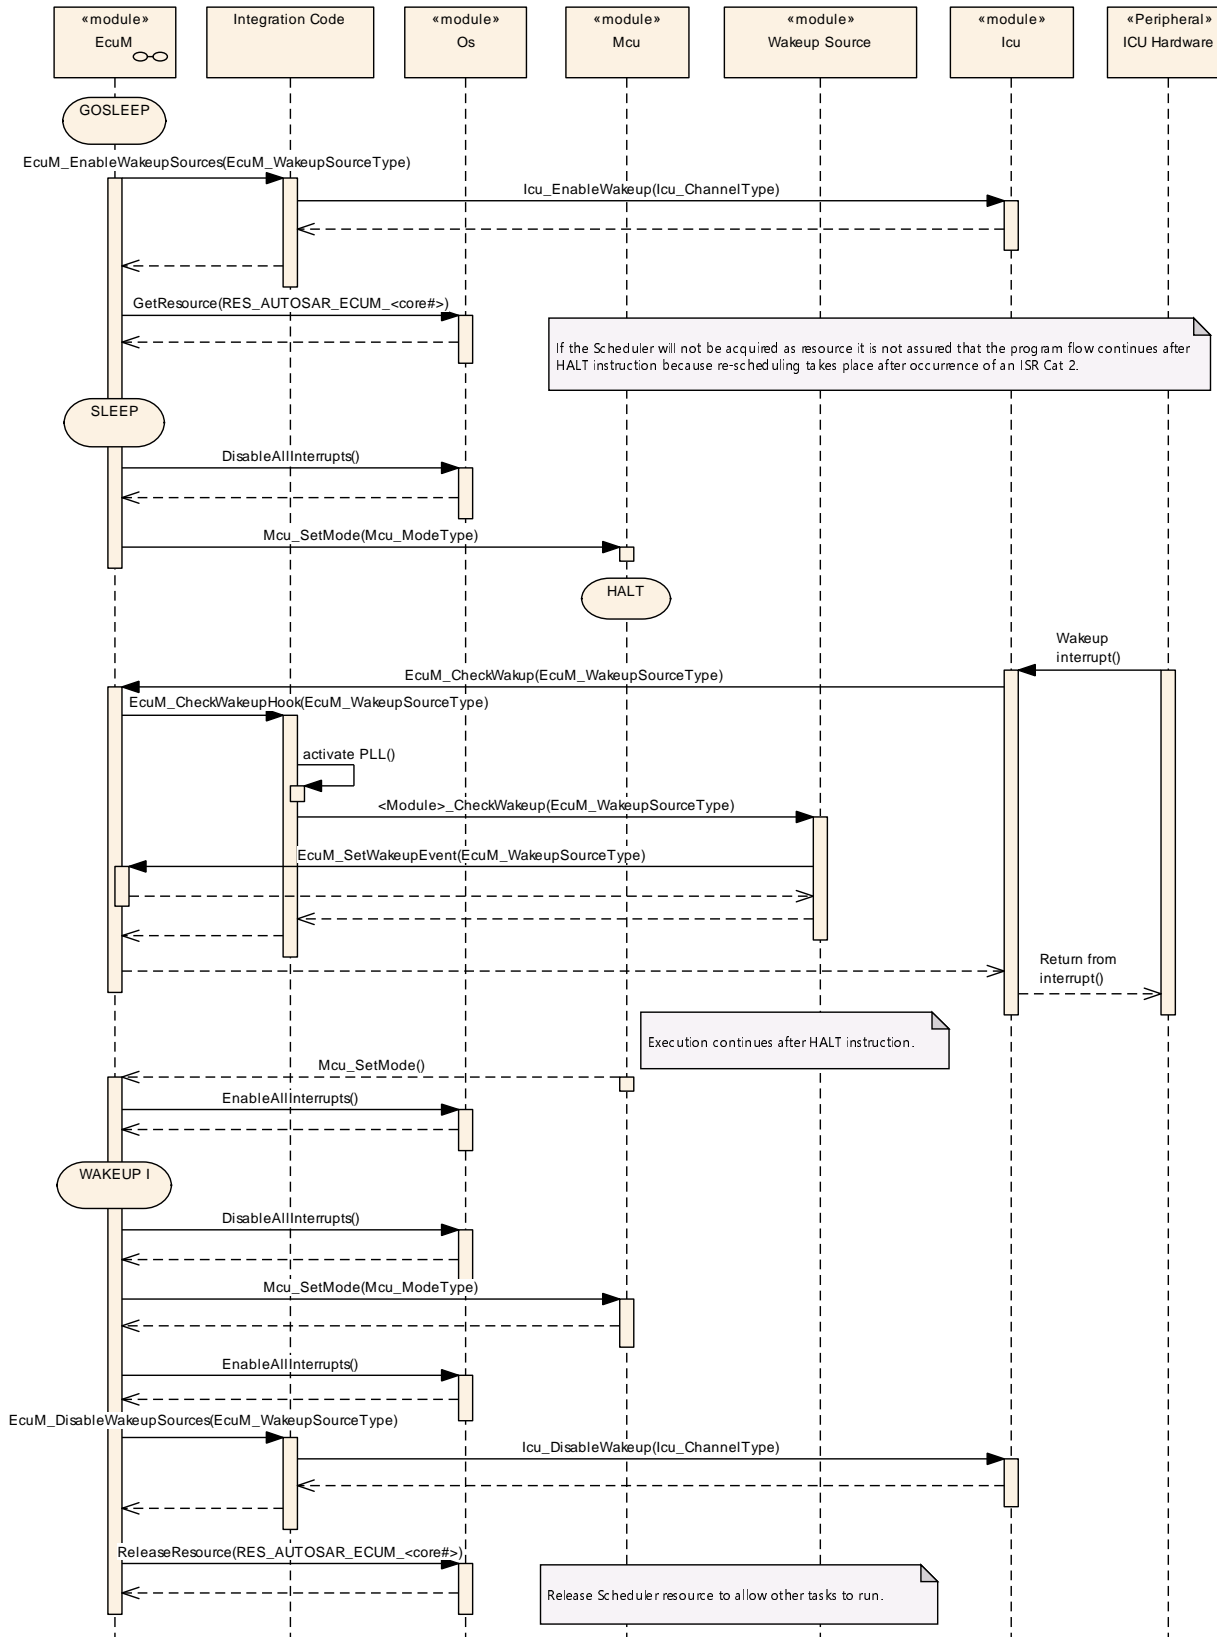 «module»
EcuM
Integration Code
«module»
Os
«module»
Mcu
«module»
Wakeup Source
«module»
Icu
«Peripheral»
ICU Hardware
GOSLEEP
EcuM_EnableWakeupSources(EcuM_WakeupSourceType)
Icu_EnableWakeup(Icu_ChannelType)
GetResource(RES_AUTOSAR_ECUM_<core#>)
If the Scheduler will not be acquired as resource it is not assured that the program flow continues after
HALT instruction because re-scheduling takes place after occurrence of an ISR Cat 2.
SLEEP
DisableAllInterrupts()
Mcu_SetMode(Mcu_ModeType)
HALT
Wakeup
interrupt()
EcuM_CheckWakup(EcuM_WakeupSourceType)
EcuM_CheckWakeupHook(EcuM_WakeupSourceType)
activate PLL()
<Module>_CheckWakeup(EcuM_WakeupSourceType)
EcuM_SetWakeupEvent(EcuM_WakeupSourceType)
Return from
interrupt()
Execution continues after HALT instruction.
Mcu_SetMode()
EnableAllInterrupts()
WAKEUP I
DisableAllInterrupts()
Mcu_SetMode(Mcu_ModeType)
EnableAllInterrupts()
EcuM_DisableWakeupSources(EcuM_WakeupSourceType)
Icu_DisableWakeup(Icu_ChannelType)
ReleaseResource(RES_AUTOSAR_ECUM_<core#>)
Release Scheduler resource to allow other tasks to run.